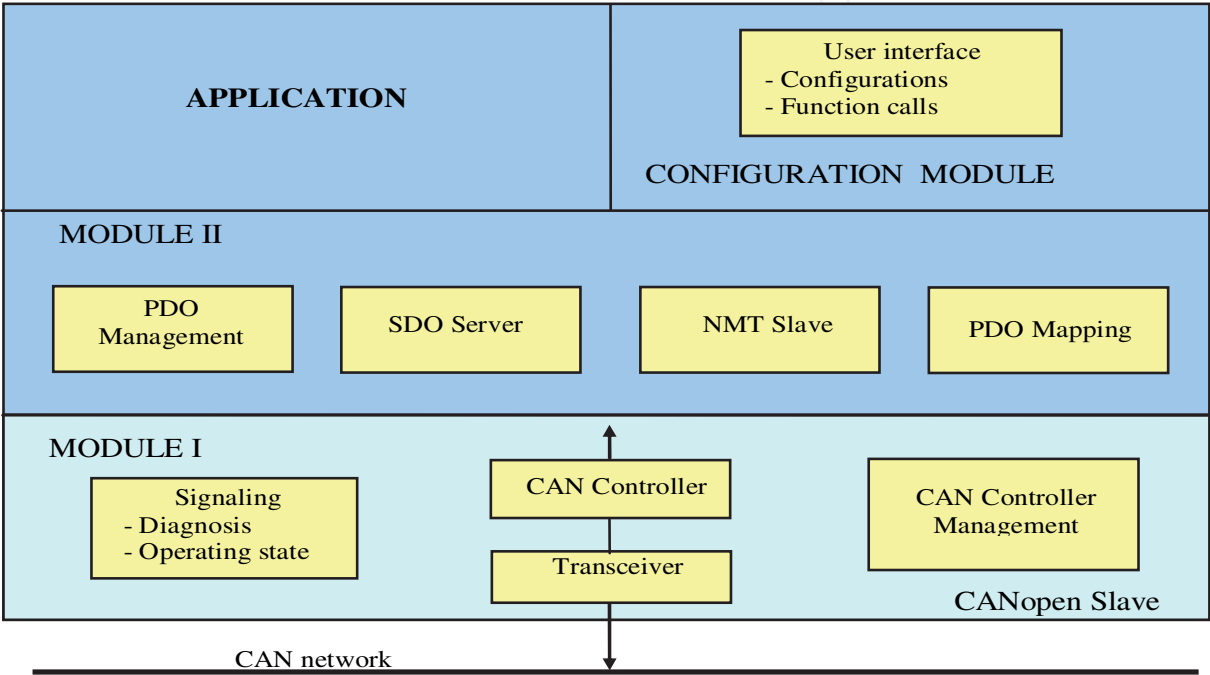 APPLICATION
User interface
- Configurations
- Function calls
CONFIGURATION MODULE
MODULE II
PDO
Management
SDO Server
NMT Slave
PDO Mapping
MODULE I
Signaling
- Diagnosis
- Operating state
CAN Controller
Transceiver
CAN Controller
Management
CANopen Slave
CAN network